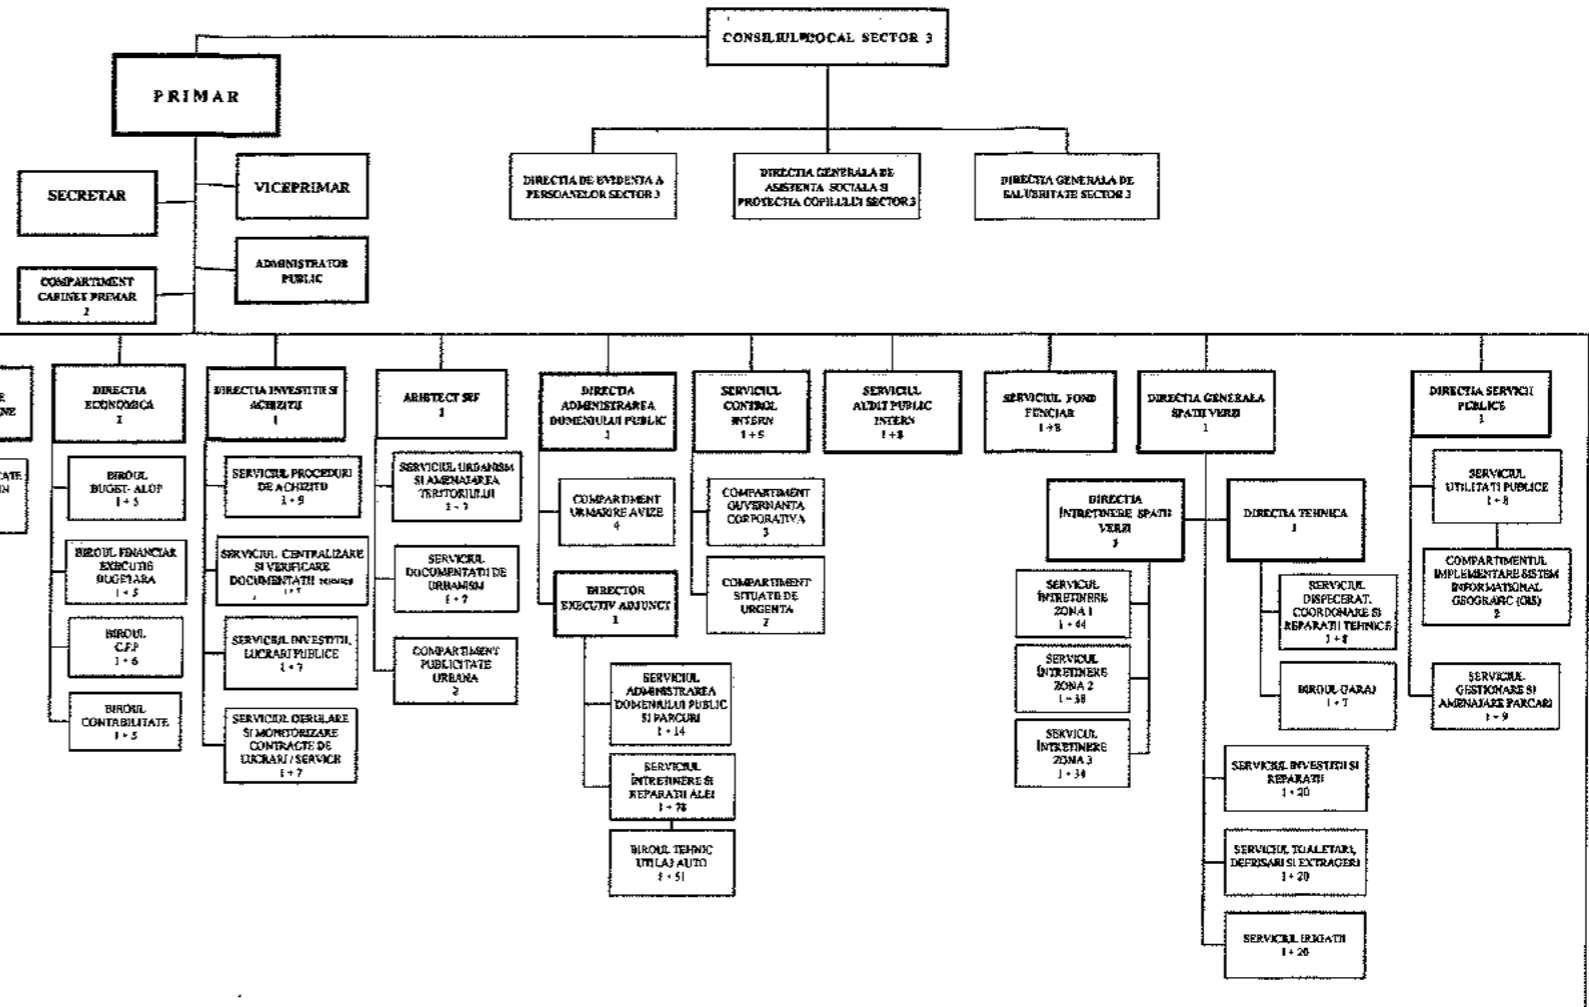 CONSILIUL LOCAL SECTOR 3
PRIMAR
SECRETAR
VICEPRIMAR
COMPARTIMENT
CABINET PRIMAR
2
ADMINISTRATOR
PUBLIC
DIRECTIA DE EVIDENTA A
PERSOANELOR SECTOR 3
DIRECTIA GENERALA DE
ASISTENTA SOCIALA SI
PROTECTIA COPILULUI SECTOR 3
DIRECTIA GENERALA DE
SALUBRITATE SECTOR 3
DIRECTIA
ECONOMICA
1
BIROUL
BUGET- ALOP
1 + 5
BIROUL FINANCIAR
EXECUTIE
BUGETARA
1 + 5
BIROUL
C.F.P
1 + 6
BIROUL
CONTABILITATE
1 + 5
DIRECTIA INVESTITII SI
ACHIZITII
1
SERVICIUL PROCEDURI
DE ACHIZITII
1 + 9
SERVICIUL CENTRALIZARE
SI VERIFICARE
DOCUMENTATII
SERVICIUL INVESTITII,
LUCRARI PUBLICE
1 + 7
SERVICIUL DERULARE
SI MONITORIZARE
CONTRACTE DE
LUCRARI / SERVICII
1 + 7
ARHITECT SEF
1
SERVICIUL URBANISM
SI AMENAJAREA
TERITORIULUI
1 + 7
SERVICIUL
DOCUMENTATII DE
URBANISM
1 + 7
COMPARTIMENT
PUBLICITATE
URBANA
2
DIRECTIA
ADMINISTRAREA
DOMENIULUI PUBLIC
1
COMPARTIMENT
URMARIRE AVIZE
4
DIRECTOR
EXECUTIV ADJUNCT
1
SERVICIUL
ADMINISTRAREA
DOMENIULUI PUBLIC
SI PARCURI
1 + 14
SERVICIUL
ÎNTRETINERE SI
REPARATII ALEI
1 + 78
BIROUL TEHNIC
UTILAJ AUTO
1 + 51
SERVICIUL
CONTROL
INTERN
COMPARTIMENT
GUVERNANTA
CORPORATIVA
3
COMPARTIMENT
SITUATII DE
URGENTA
2
SERVICIUL
AUDIT PUBLIC
INTERN
1 + 8
SERVICIUL FOND
FUNCIAR
1 + 8
DIRECTIA GENERALA
SPATII VERZI
1
DIRECTIA
ÎNTRETINERE SPATII
VERZI
1
SERVICIUL
ÎNTRETINERE
ZONA 1
1 + 44
SERVICIUL
ÎNTRETINERE
ZONA 2
1 + 38
SERVICIUL
ÎNTRETINERE
ZONA 3
DIRECTIA TEHNICA
1
SERVICIUL
DISPECERAT,
COORDONARE SI
REPARATII TEHNICE
1 + 8
BIROUL GARAJ
1 + 7
SERVICIUL INVESTITII SI
REPARATII
1 + 20
SERVICIUL TOALETARI,
DEFRISARI SI EXTRAGERI
1 + 20
SERVICIUL IRIGATII
1 + 20
DIRECTIA SERVICII
PUBLICE
1
SERVICIUL
UTILITATI PUBLICE
1 + 8
COMPARTIMENTUL
IMPLEMENTARE SISTEM
INFORMATIONAL
GEOGRAFIC (GIS)
2
SERVICIUL
GESTIONARE SI
AMENAJARE PARCARI
1 + 9